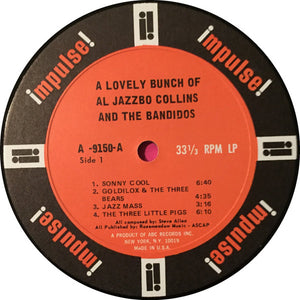 impulse!
A LOVELY BUNCH OF
AL JAZZBO COLLINS
AND THE BANDIDOS
A -9150-A
Side 1
33 1/3 RPM LP
1. SONNY COOL 6:40
2. GOLDILOX & THE THREE
BEARS 4:35
3. JAZZ MASS 3:16
4. THE THREE LITTLE PIGS 6:10
All composed by: Steve Allen
All Published by: Rosemeadow Music - ASCAP
A PRODUCT OF ABC RECORDS INC.
NEW YORK, N.Y. 10019
MADE IN U.S.A.
impulse!
impulse!
impulse!